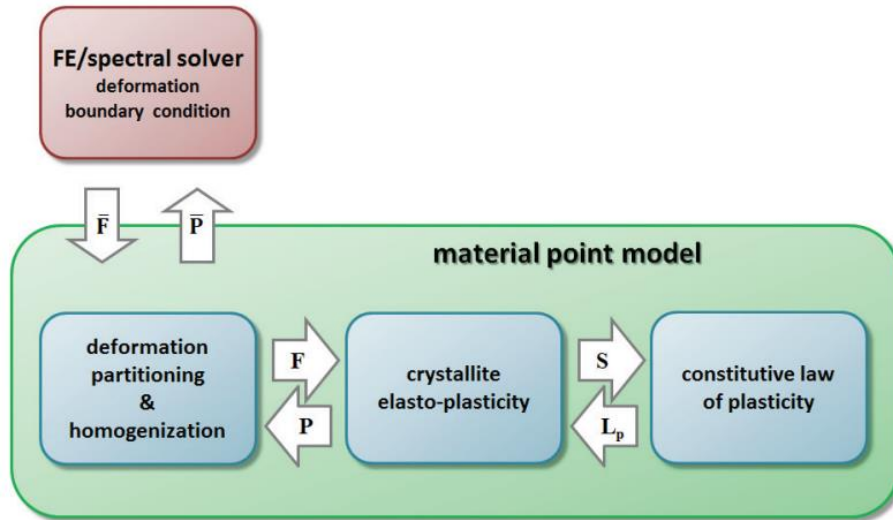 FE/spectral solver
deformation
boundary condition
F̄
P̄
material point model
deformation
partitioning
&
homogenization
F
P
crystallite
elasto-plasticity
S
Lₚ
constitutive law
of plasticity